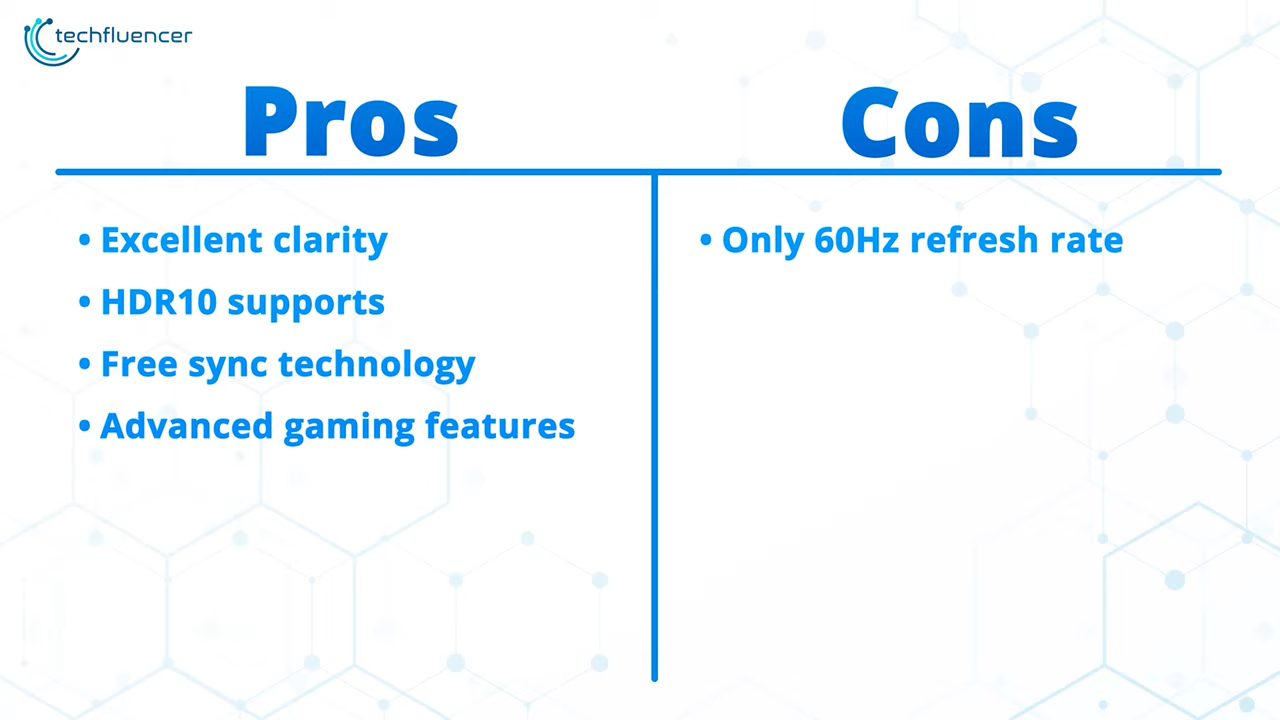 techfluencer
Pros
Cons
• Excellent clarity
• HDR10 supports
• Free sync technology
• Advanced gaming features
• Only 60Hz refresh rate